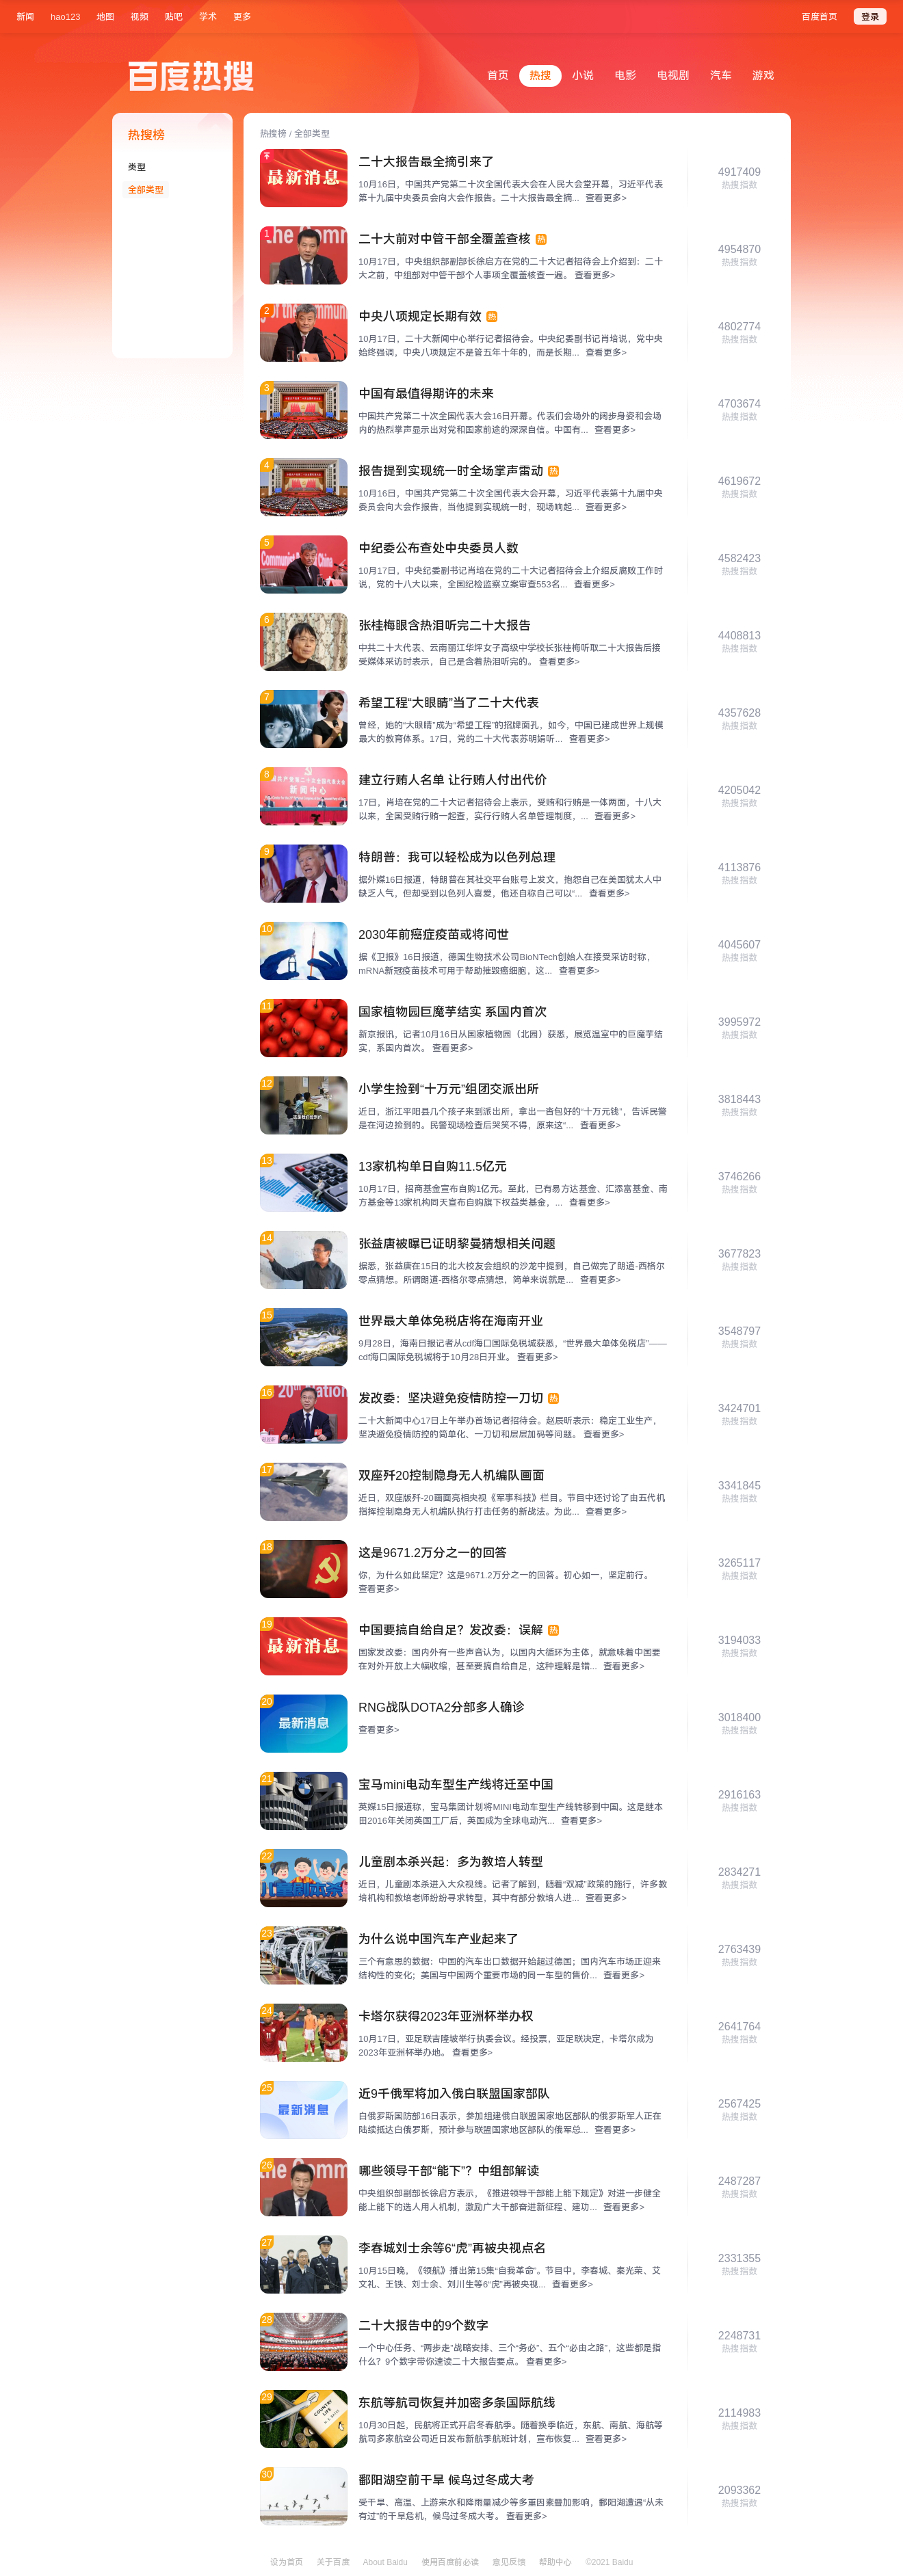 新闻 hao123 地图 视频 贴吧 学术 更多 百度首页 登录
百度热搜
首页 热搜 小说 电影 电视剧 汽车 游戏
热搜榜
类型
全部类型
热搜榜 / 全部类型
最新消息
二十大报告最全摘引来了
10月16日，中国共产党第二十次全国代表大会在人民大会堂开幕，习近平代表
第十九届中央委员会向大会作报告。二十大报告最全摘... 查看更多>
4917409
热搜指数
1
二十大前对中管干部全覆盖查核 热
10月17日，中央组织部副部长徐启方在党的二十大记者招待会上介绍到：二十
大之前，中组部对中管干部个人事项全覆盖核查一遍。 查看更多>
4954870
热搜指数
2
中央八项规定长期有效 热
10月17日，二十大新闻中心举行记者招待会。中央纪委副书记肖培说，党中央
始终强调，中央八项规定不是管五年十年的，而是长期... 查看更多>
4802774
热搜指数
3
中国有最值得期许的未来
中国共产党第二十次全国代表大会16日开幕。代表们会场外的阔步身姿和会场
内的热烈掌声显示出对党和国家前途的深深自信。中国有... 查看更多>
4703674
热搜指数
4
报告提到实现统一时全场掌声雷动 热
10月16日，中国共产党第二十次全国代表大会开幕，习近平代表第十九届中央
委员会向大会作报告，当他提到实现统一时，现场响起... 查看更多>
4619672
热搜指数
5
中纪委公布查处中央委员人数
10月17日，中央纪委副书记肖培在党的二十大记者招待会上介绍反腐败工作时
说，党的十八大以来，全国纪检监察立案审查553名... 查看更多>
4582423
热搜指数
6
张桂梅眼含热泪听完二十大报告
中共二十大代表、云南丽江华坪女子高级中学校长张桂梅听取二十大报告后接
受媒体采访时表示，自己是含着热泪听完的。 查看更多>
4408813
热搜指数
7
希望工程“大眼睛”当了二十大代表
曾经，她的“大眼睛”成为“希望工程”的招牌面孔，如今，中国已建成世界上规模
最大的教育体系。17日，党的二十大代表苏明娟听... 查看更多>
4357628
热搜指数
8
建立行贿人名单 让行贿人付出代价
17日，肖培在党的二十大记者招待会上表示，受贿和行贿是一体两面，十八大
以来，全国受贿行贿一起查，实行行贿人名单管理制度，... 查看更多>
4205042
热搜指数
9
特朗普：我可以轻松成为以色列总理
据外媒16日报道，特朗普在其社交平台账号上发文，抱怨自己在美国犹太人中
缺乏人气，但却受到以色列人喜爱，他还自称自己可以“... 查看更多>
4113876
热搜指数
10
2030年前癌症疫苗或将问世
据《卫报》16日报道，德国生物技术公司BioNTech创始人在接受采访时称，
mRNA新冠疫苗技术可用于帮助摧毁癌细胞，这... 查看更多>
4045607
热搜指数
11
国家植物园巨魔芋结实 系国内首次
新京报讯，记者10月16日从国家植物园（北园）获悉，展览温室中的巨魔芋结
实，系国内首次。 查看更多>
3995972
热搜指数
12
小学生捡到“十万元”组团交派出所
近日，浙江平阳县几个孩子来到派出所，拿出一沓包好的“十万元钱”，告诉民警
是在河边捡到的。民警现场检查后哭笑不得，原来这“... 查看更多>
3818443
热搜指数
13
13家机构单日自购11.5亿元
10月17日，招商基金宣布自购1亿元。至此，已有易方达基金、汇添富基金、南
方基金等13家机构同天宣布自购旗下权益类基金，... 查看更多>
3746266
热搜指数
14
张益唐被曝已证明黎曼猜想相关问题
据悉，张益唐在15日的北大校友会组织的沙龙中提到，自己做完了朗道-西格尔
零点猜想。所谓朗道-西格尔零点猜想，简单来说就是... 查看更多>
3677823
热搜指数
15
世界最大单体免税店将在海南开业
9月28日，海南日报记者从cdf海口国际免税城获悉，“世界最大单体免税店”——
cdf海口国际免税城将于10月28日开业。 查看更多>
3548797
热搜指数
16
发改委：坚决避免疫情防控一刀切 热
二十大新闻中心17日上午举办首场记者招待会。赵辰昕表示：稳定工业生产，
坚决避免疫情防控的简单化、一刀切和层层加码等问题。 查看更多>
3424701
热搜指数
17
双座歼20控制隐身无人机编队画面
近日，双座版歼-20画面亮相央视《军事科技》栏目。节目中还讨论了由五代机
指挥控制隐身无人机编队执行打击任务的新战法。为此... 查看更多>
3341845
热搜指数
18
这是9671.2万分之一的回答
你，为什么如此坚定？这是9671.2万分之一的回答。初心如一，坚定前行。
查看更多>
3265117
热搜指数
19
最新消息
中国要搞自给自足？发改委：误解 热
国家发改委：国内外有一些声音认为，以国内大循环为主体，就意味着中国要
在对外开放上大幅收缩，甚至要搞自给自足，这种理解是错... 查看更多>
3194033
热搜指数
20
最新消息
RNG战队DOTA2分部多人确诊
查看更多>
3018400
热搜指数
21
宝马mini电动车型生产线将迁至中国
英媒15日报道称，宝马集团计划将MINI电动车型生产线转移到中国。这是继本
田2016年关闭英国工厂后，英国成为全球电动汽... 查看更多>
2916163
热搜指数
22
儿童剧本杀
儿童剧本杀兴起：多为教培人转型
近日，儿童剧本杀进入大众视线。记者了解到，随着“双减”政策的施行，许多教
培机构和教培老师纷纷寻求转型，其中有部分教培人进... 查看更多>
2834271
热搜指数
23
为什么说中国汽车产业起来了
三个有意思的数据：中国的汽车出口数据开始超过德国；国内汽车市场正迎来
结构性的变化；美国与中国两个重要市场的同一车型的售价... 查看更多>
2763439
热搜指数
24
卡塔尔获得2023年亚洲杯举办权
10月17日，亚足联吉隆坡举行执委会议。经投票，亚足联决定，卡塔尔成为
2023年亚洲杯举办地。 查看更多>
2641764
热搜指数
25
最新消息
近9千俄军将加入俄白联盟国家部队
白俄罗斯国防部16日表示，参加组建俄白联盟国家地区部队的俄罗斯军人正在
陆续抵达白俄罗斯，预计参与联盟国家地区部队的俄军总... 查看更多>
2567425
热搜指数
26
哪些领导干部“能下”？中组部解读
中央组织部副部长徐启方表示，《推进领导干部能上能下规定》对进一步健全
能上能下的选人用人机制，激励广大干部奋进新征程、建功... 查看更多>
2487287
热搜指数
27
李春城刘士余等6“虎”再被央视点名
10月15日晚，《领航》播出第15集“自我革命”。节目中，李春城、秦光荣、艾
文礼、王铁、刘士余、刘川生等6“虎”再被央视... 查看更多>
2331355
热搜指数
28
二十大报告中的9个数字
一个中心任务、“两步走”战略安排、三个“务必”、五个“必由之路”，这些都是指
什么？9个数字带你速读二十大报告要点。 查看更多>
2248731
热搜指数
29
东航等航司恢复并加密多条国际航线
10月30日起，民航将正式开启冬春航季。随着换季临近，东航、南航、海航等
航司多家航空公司近日发布新航季航班计划，宣布恢复... 查看更多>
2114983
热搜指数
30
鄱阳湖空前干旱 候鸟过冬成大考
受干旱、高温、上游来水和降雨量减少等多重因素叠加影响，鄱阳湖遭遇“从未
有过”的干旱危机，候鸟过冬成大考。 查看更多>
2093362
热搜指数
设为首页 关于百度 About Baidu 使用百度前必读 意见反馈 帮助中心 ©2021 Baidu